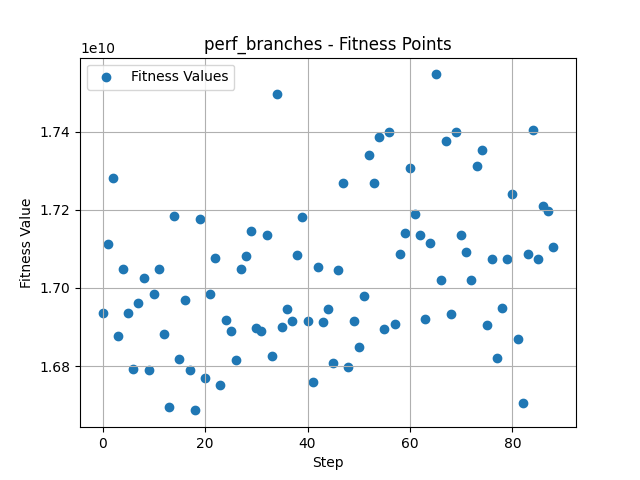 perf_branches - Fitness Points
1e10
Fitness Values
1.74
1.72
1.70
1.68
Fitness Value
0 20 40 60 80
Step